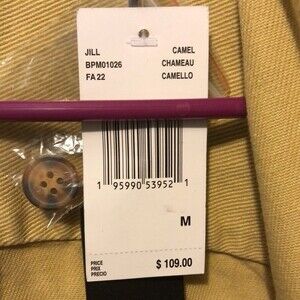 JILL CAMEL
BPM01026 CHAMEAU
FA 22 CAMELLO
1 95990 53952 1
M
PRICE
PRIX
PRECIO
$ 109.00